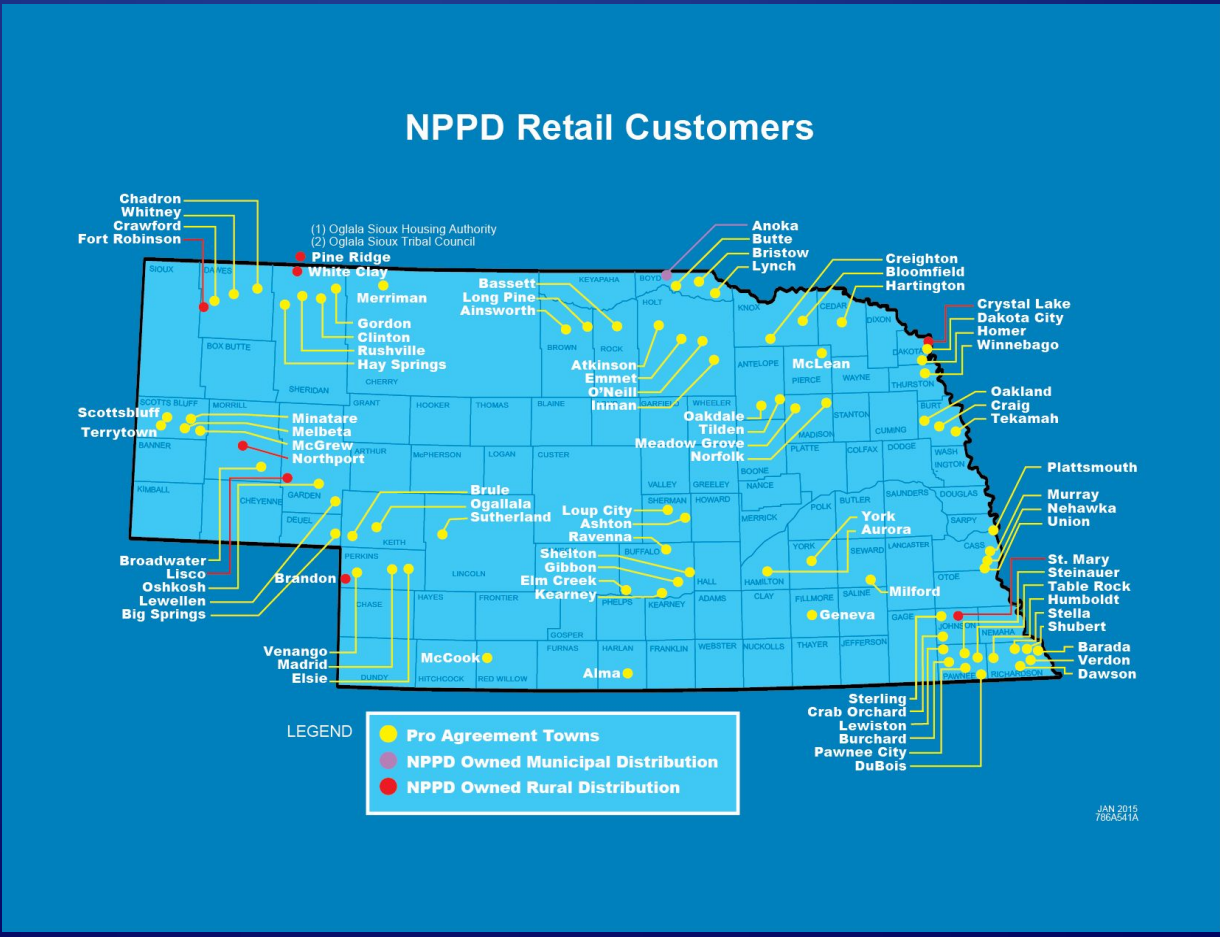 NPPD Retail Customers
Chadron
Whitney
Crawford
Fort Robinson
(1) Oglala Sioux Housing Authority
(2) Oglala Sioux Tribal Council
Pine Ridge
White Clay
Merriman
Gordon
Clinton
Rushville
Hay Springs
Bassett
Long Pine
Ainsworth
Anoka
Butte
Bristow
Lynch
Creighton
Bloomfield
Hartington
Crystal Lake
Dakota City
Homer
Winnebago
Atkinson
Emmet
O'Neill
Inman
McLean
Oakland
Craig
Tekamah
Scottsbluff
Terrytown
Minatare
Melbeta
McGrew
Northport
Oakdale
Tilden
Meadow Grove
Norfolk
Plattsmouth
Murray
Nehawka
Union
Brule
Ogallala
Sutherland
Loup City
Ashton
Ravenna
Shelton
Gibbon
Elm Creek
Kearney
York
Aurora
Broadwater
Lisco
Oshkosh
Lewellen
Big Springs
Brandon
Milford
Geneva
St. Mary
Steinauer
Table Rock
Humboldt
Stella
Shubert
Barada
Verdon
Dawson
Venango
Madrid
Elsie
McCook
Alma
Sterling
Crab Orchard
Lewiston
Burchard
Pawnee City
DuBois
SIOUX
DAWES
BOX BUTTE
SHERIDAN
CHERRY
KEYAPAHA
BOYD
HOLT
BROWN
ROCK
KNOX
CEDAR
DIXON
DAKOTA
ANTELOPE
PIERCE
WAYNE
THURSTON
SCOTTS BLUFF
MORRILL
GRANT
HOOKER
THOMAS
BLAINE
GARFIELD
WHEELER
STANTON
CUMING
BURT
MADISON
BANNER
ARTHUR
McPHERSON
LOGAN
CUSTER
PLATTE
COLFAX
DODGE
WASH
INGTON
KIMBALL
CHEYENNE
GARDEN
DEUEL
VALLEY
GREELEY
BOONE
NANCE
SHERMAN
HOWARD
MERRICK
POLK
BUTLER
SAUNDERS
DOUGLAS
SARPY
KEITH
PERKINS
LINCOLN
BUFFALO
HALL
HAMILTON
YORK
SEWARD
LANCASTER
CASS
OTOE
CHASE
HAYES
FRONTIER
GOSPER
PHELPS
KEARNEY
ADAMS
CLAY
FILLMORE
SALINE
GAGE
JOHNSON
NEMAHA
DUNDY
HITCHCOCK
RED WILLOW
FURNAS
HARLAN
FRANKLIN
WEBSTER
NUCKOLLS
THAYER
JEFFERSON
PAWNEE
RICHARDSON
LEGEND
Pro Agreement Towns
NPPD Owned Municipal Distribution
NPPD Owned Rural Distribution
JAN 2015
786A541A